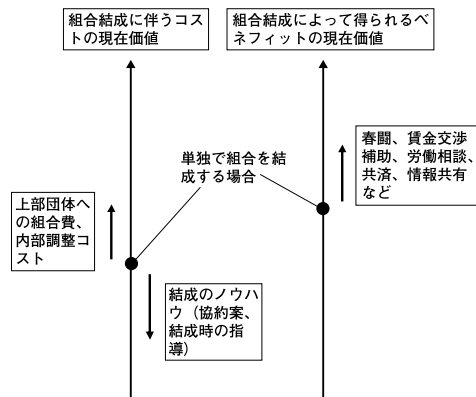 組合結成に伴うコス
トの現在価値
組合結成によって得られるベ
ネフィットの現在価値
単独で組合を結
成する場合
春闘、賃金交渉
補助、労働相談、
共済、情報共有
など
上部団体へ
の組合費、
内部調整コ
スト
結成のノウハ
ウ（協約案、
結成時の指
導）